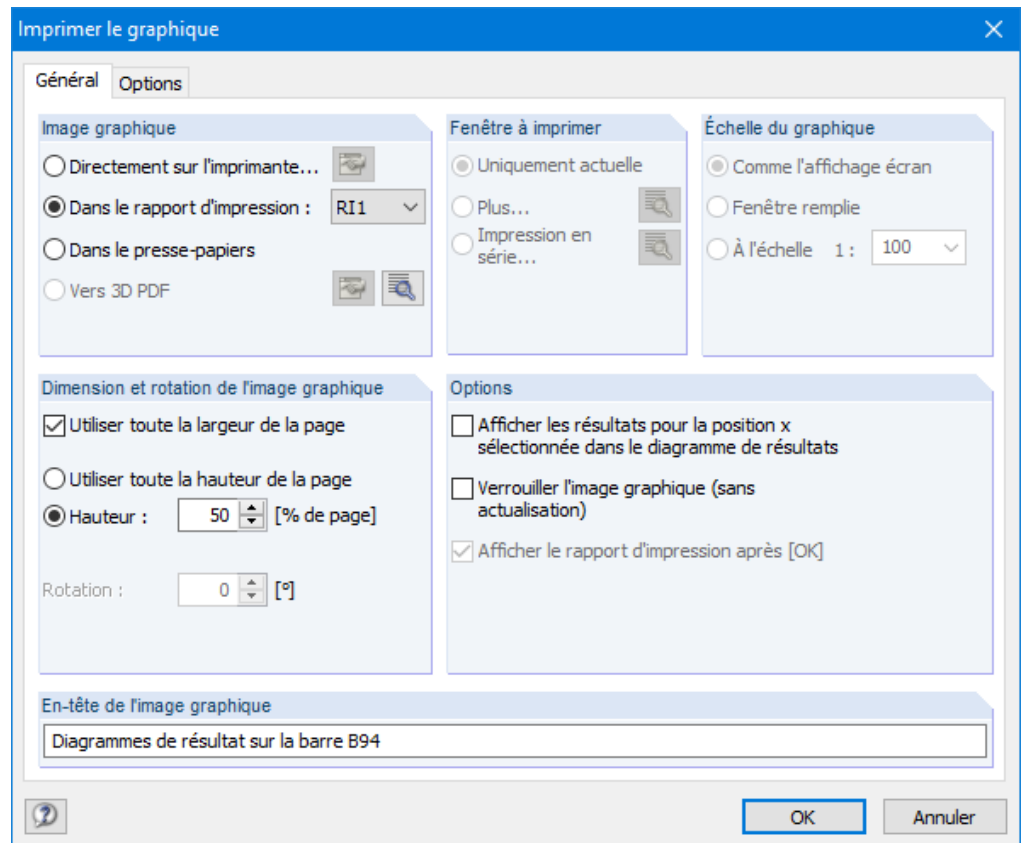 Imprimer le graphique
Général
Options
Image graphique
Directement sur l'imprimante...
Dans le rapport d'impression :
RI1
Dans le presse-papiers
Vers 3D PDF
Fenêtre à imprimer
Uniquement actuelle
Plus...
Impression en
série...
Échelle du graphique
Comme l'affichage écran
Fenêtre remplie
À l'échelle 1 : 100
Dimension et rotation de l'image graphique
Utiliser toute la largeur de la page
Utiliser toute la hauteur de la page
Hauteur : 50 [% de page]
Rotation : 0 [°]
Options
Afficher les résultats pour la position x
sélectionnée dans le diagramme de résultats
Verrouiller l'image graphique (sans
actualisation)
Afficher le rapport d'impression après [OK]
En-tête de l'image graphique
Diagrammes de résultat sur la barre B94
OK
Annuler